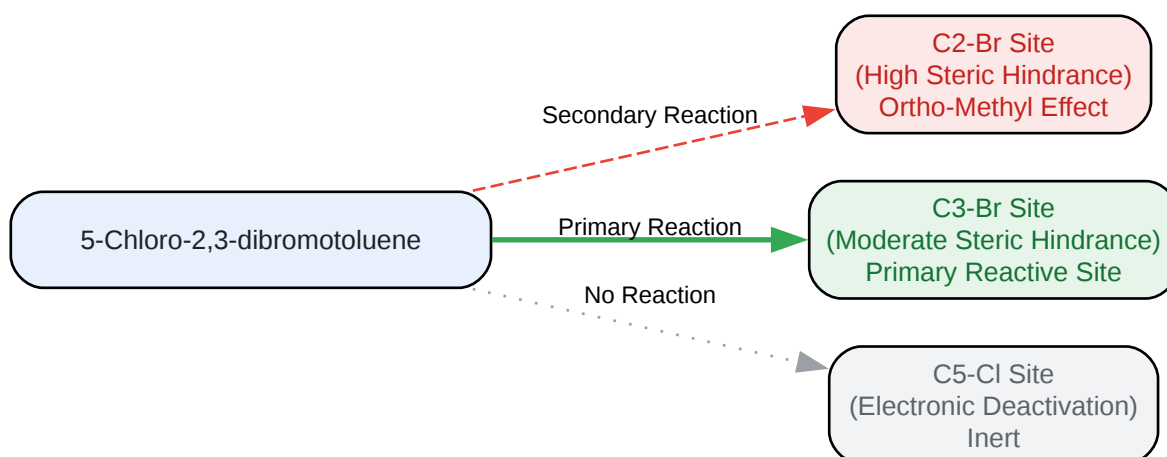 C2-Br Site
(High Steric Hindrance)
Ortho-Methyl Effect
Secondary Reaction
5-Chloro-2,3-dibromotoluene
Primary Reaction
C3-Br Site
(Moderate Steric Hindrance)
Primary Reactive Site
No Reaction
C5-Cl Site
(Electronic Deactivation)
Inert